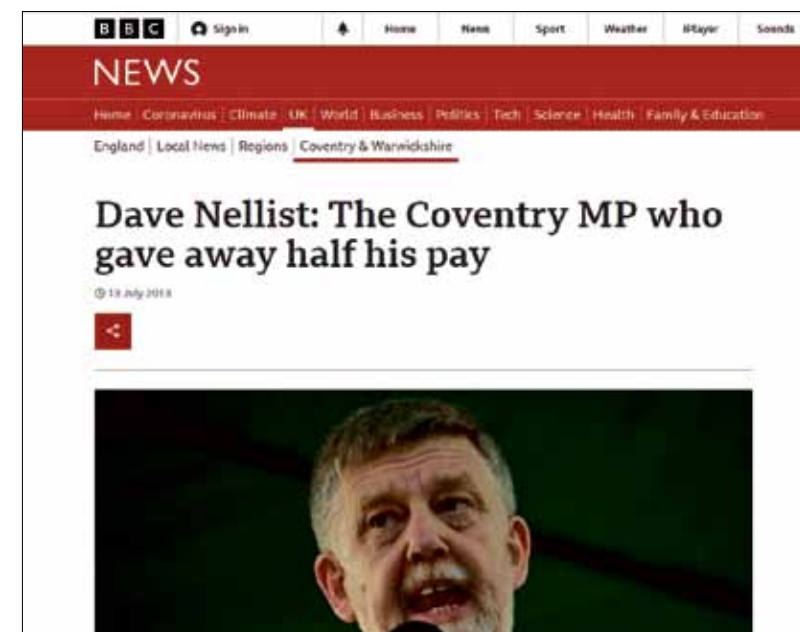 BBC Sign in Home News Sport Weather iPlayer Sounds
NEWS
Home Coronavirus Climate UK World Business Politics Tech Science Health Family & Education
England Local News Regions Coventry & Warwickshire
Dave Nellist: The Coventry MP who
gave away half his pay
July